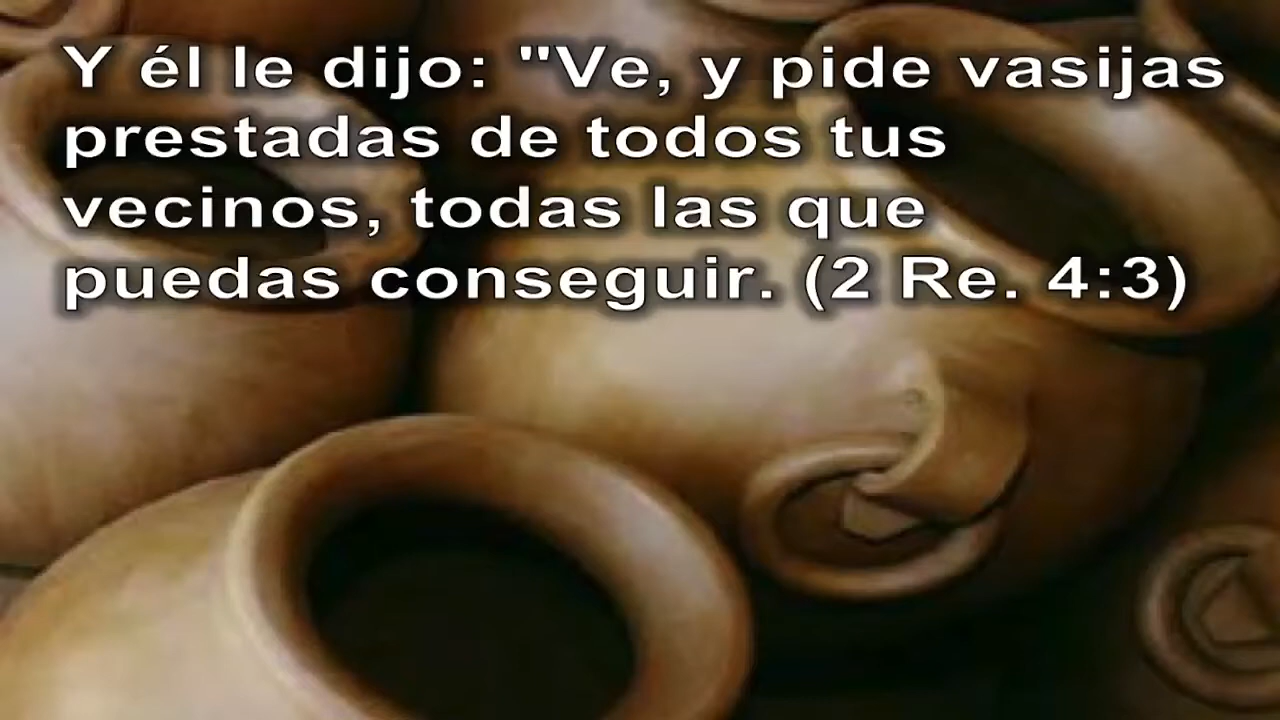 Y él le dijo: "Ve, y pide vasijas
prestadas de todos tus
vecinos, todas las que
puedas conseguir. (2 Re. 4:3)